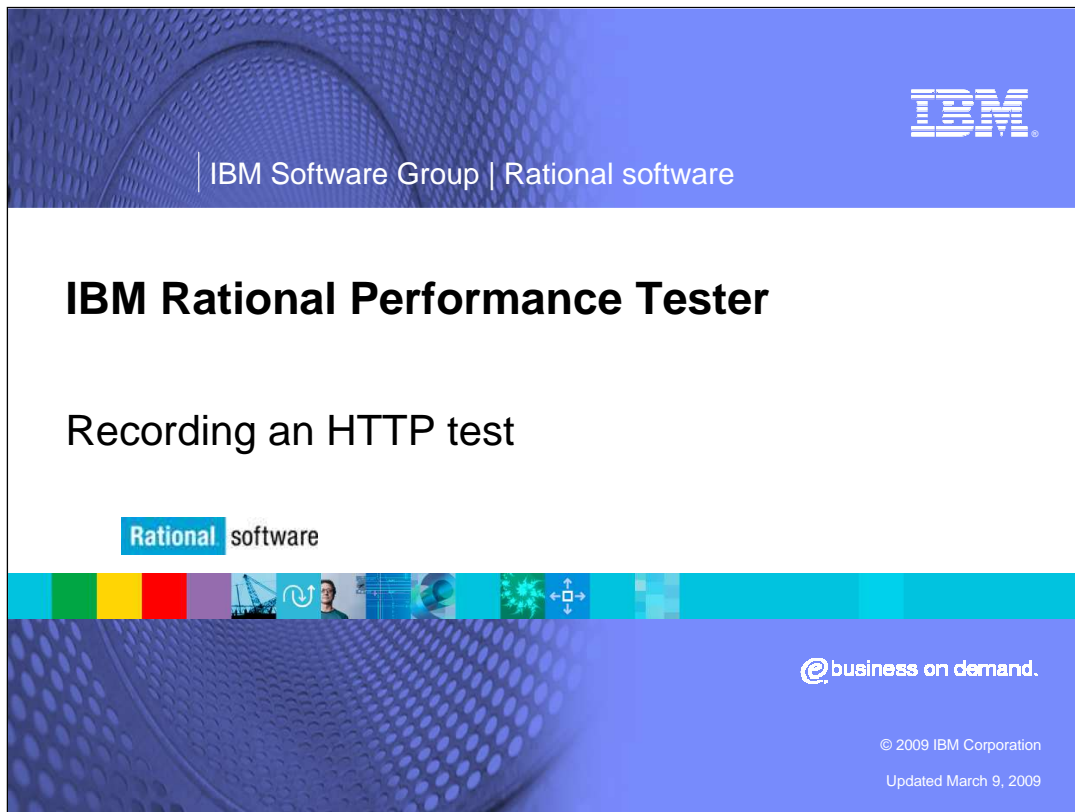 IBM®
IBM Software Group | Rational software
IBM Rational Performance Tester
Recording an HTTP test
Rational software
e business on demand.
© 2009 IBM Corporation
Updated March 9, 2009